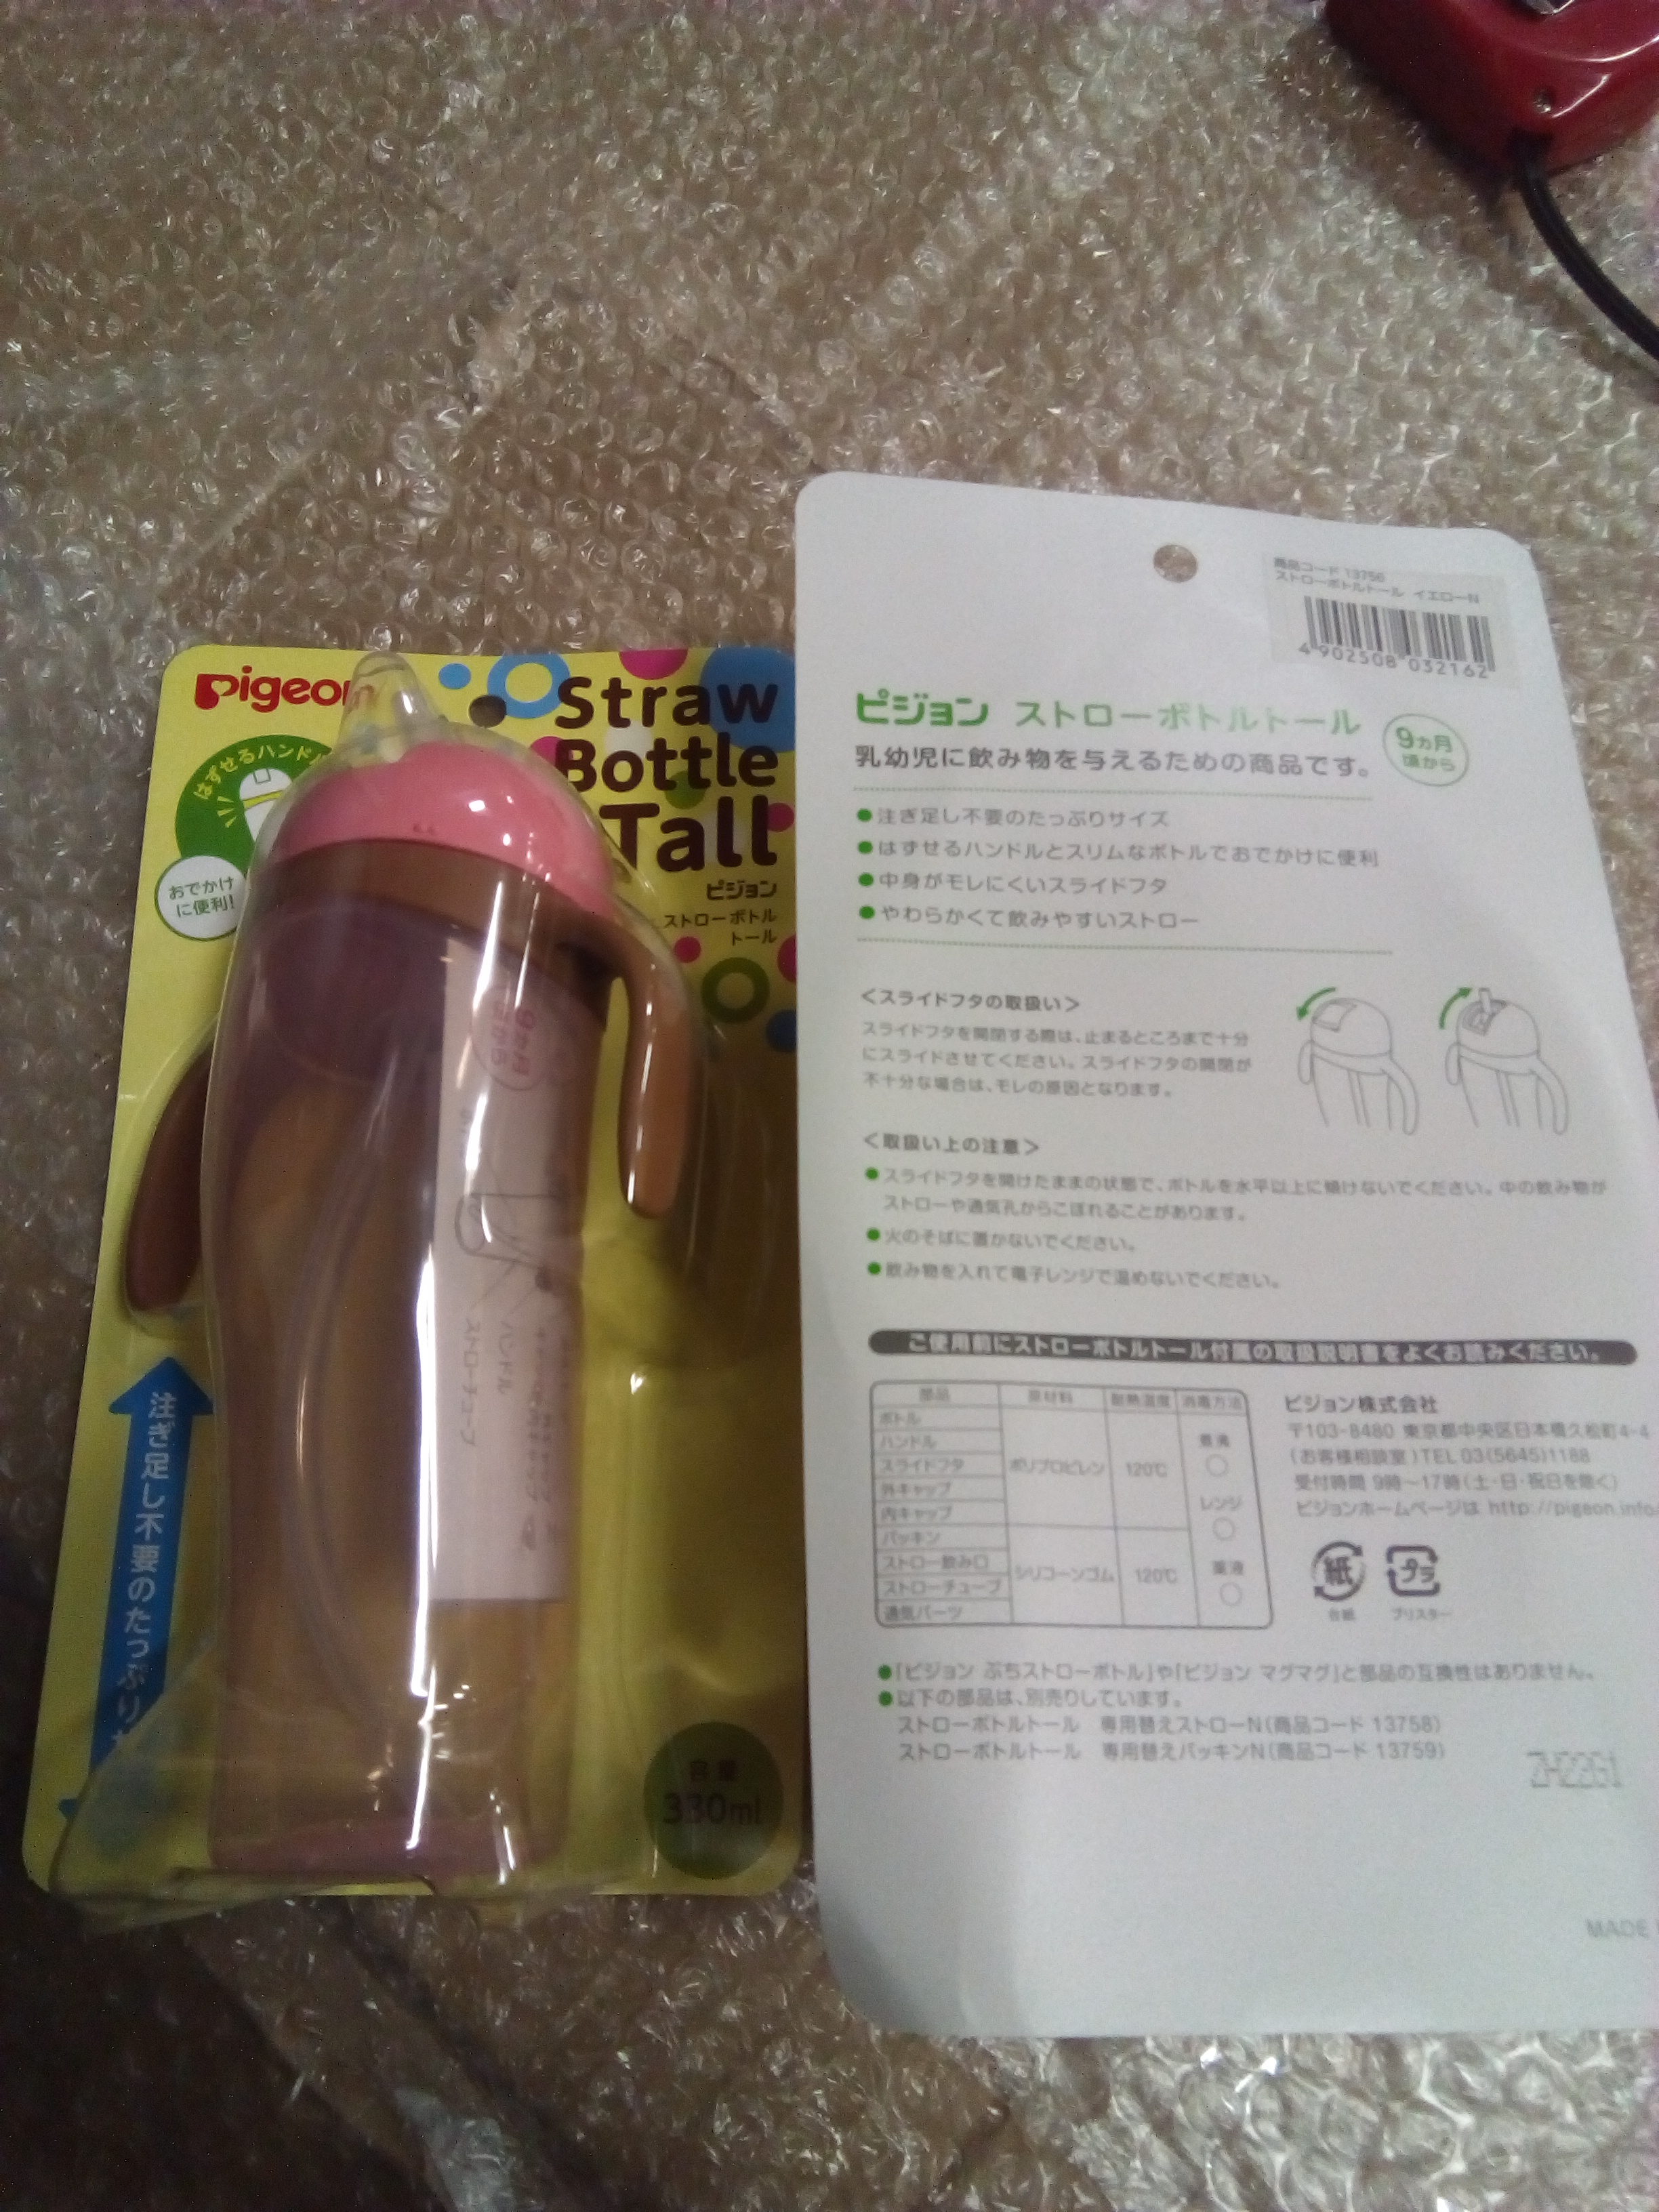 Pigeon
Straw
Bottle
Tall
ピジョン
ストローボトル
トール
はずせるハンド
おでかけ
に便利!
9カ月
頃から
ハンドル
ストローチューブ
注ぎ足し不要のたっぷり
容量
330ml
商品コード 13756
ストローボトルトール イエローN
4 902508 032162
ピジョン ストローボトルトール
9ヵ月
頃から
乳幼児に飲み物を与えるための商品です。
●注ぎ足し不要のたっぷりサイズ
●はずせるハンドルとスリムなボトルでおでかけに便利
●中身がモレにくいスライドフタ
●やわらかくて飲みやすいストロー
＜スライドフタの取扱い＞
スライドフタを開閉する際は、止まるところまで十分
にスライドさせてください。スライドフタの開閉が
不十分な場合は、モレの原因となります。
＜取扱い上の注意＞
●スライドフタを開けたままの状態で、ボトルを水平以上に傾けないでください。中の飲み物が
ストローや通気孔からこぼれることがあります。
●火のそばに置かないでください。
●飲み物を入れて電子レンジで温めないでください。
ご使用前にストローボトルトール付属の取扱説明書をよくお読みください。
部品 原材料 耐熱温度 消毒方法
ボトル
ハンドル
スライドフタ
外キャップ
内キャップ
ポリプロピレン 120℃
パッキン
ストロー飲み口
ストローチューブ
通気パーツ
シリコーンゴム 120℃
煮沸
○
レンジ
○
薬液
○
ピジョン株式会社
〒103-8480 東京都中央区日本橋久松町4-4
(お客様相談室)TEL 03(5645)1188
受付時間 9時〜17時(土・日・祝日を除く)
ピジョンホームページは http://pigeon.info/
紙
台紙
プラ
ブリスター
●「ピジョン ぷちストローボトル」や「ピジョン マグマグ」と部品の互換性はありません。
●以下の部品は、別売りしています。
ストローボトルトール 専用替えストローN(商品コード 13758)
ストローボトルトール 専用替えパッキンN(商品コード 13759)
MADE